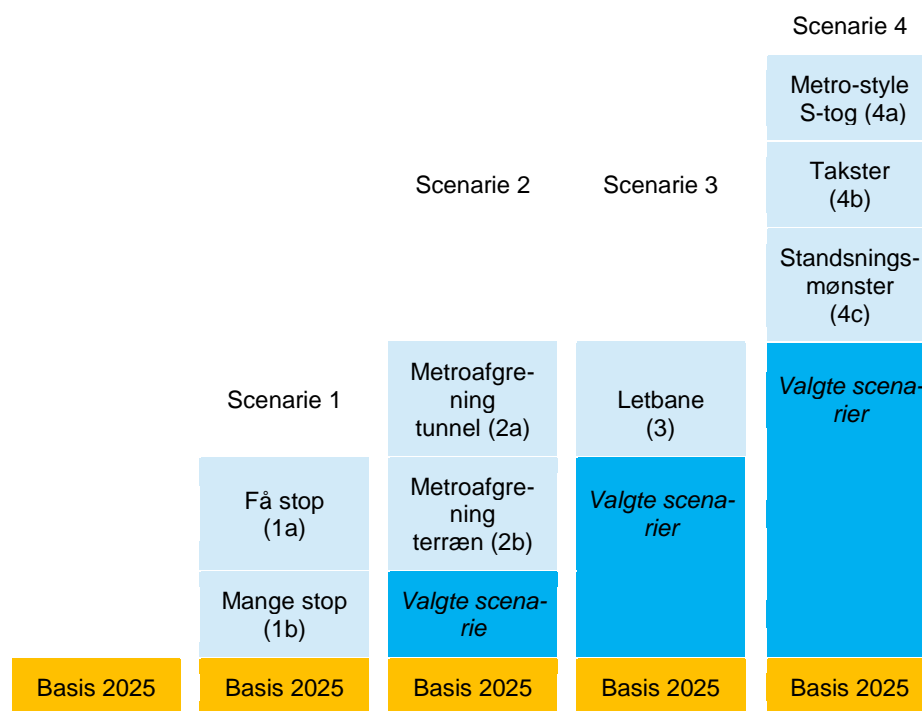 Scenarie 4
Metro-style
S-tog (4a)
Takster
(4b)
Standsnings-
mønster
(4c)
Valgte scena-
rier
Scenarie 2
Metroafgre-
ning
tunnel (2a)
Metroafgre-
ning
terræn (2b)
Valgte scena-
rie
Scenarie 3
Letbane
(3)
Valgte scena-
rier
Scenarie 1
Få stop
(1a)
Mange stop
(1b)
Basis 2025
Basis 2025
Basis 2025
Basis 2025
Basis 2025